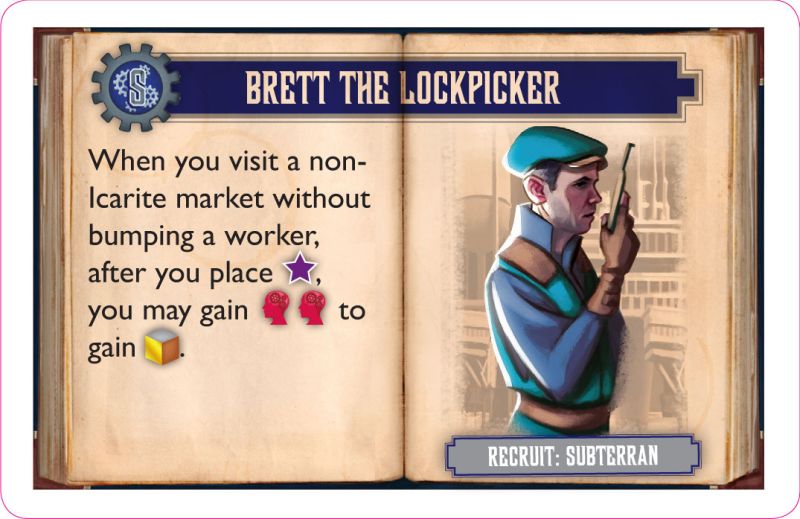 S
BRETT THE LOCKPICKER
When you visit a non-
Icarite market without
bumping a worker,
after you place ,
you may gain to
gain .
RECRUIT: SUBTERRAN